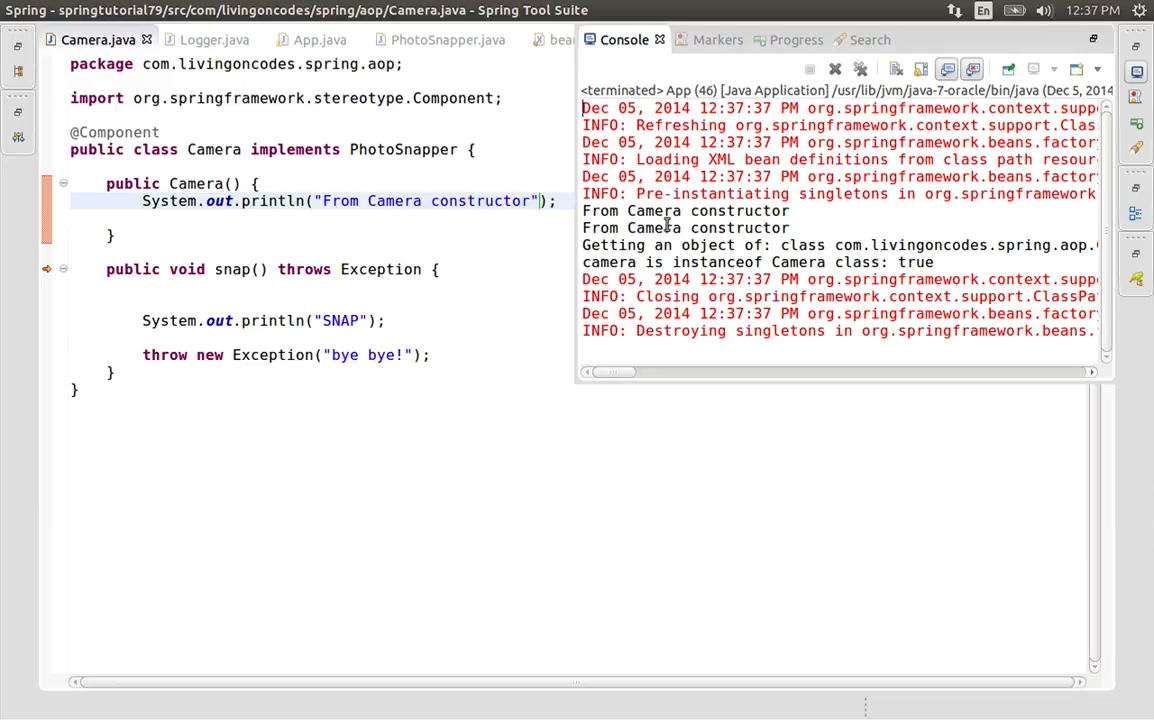 Spring - springtutorial79/src/com/livingoncodes/spring/aop/Camera.java - Spring Tool Suite
En
12:37 PM
Camera.java
Logger.java
App.java
PhotoSnapper.java
bean
package com.livingoncodes.spring.aop;
import org.springframework.stereotype.Component;
@Component
public class Camera implements PhotoSnapper {
public Camera() {
System.out.println("From Camera constructor");
}
public void snap() throws Exception {
System.out.println("SNAP");
throw new Exception("bye bye!");
}
}
Console
Markers
Progress
Search
<terminated> App (46) [Java Application] /usr/lib/jvm/java-7-oracle/bin/java (Dec 5, 2014
Dec 05, 2014 12:37:37 PM org.springframework.context.supp
INFO: Refreshing org.springframework.context.support.Clas
Dec 05, 2014 12:37:37 PM org.springframework.beans.factor
INFO: Loading XML bean definitions from class path resour
Dec 05, 2014 12:37:37 PM org.springframework.beans.factor
INFO: Pre-instantiating singletons in org.springframework
From Camera constructor
From Camera constructor
Getting an object of: class com.livingoncodes.spring.aop.
camera is instanceof Camera class: true
Dec 05, 2014 12:37:37 PM org.springframework.context.supp
INFO: Closing org.springframework.context.support.ClassPa
Dec 05, 2014 12:37:37 PM org.springframework.beans.factor
INFO: Destroying singletons in org.springframework.beans.